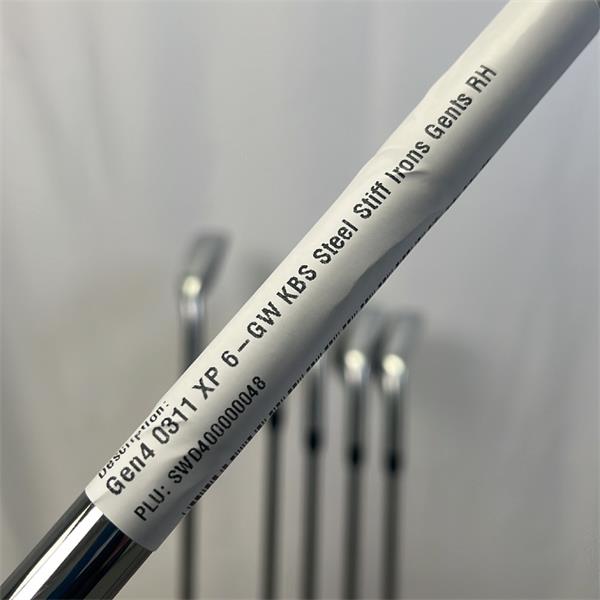 Description:
Gen4 0311 XP 6-GW KBS Steel Stiff Irons Gents RH
PLU: SWD400000048